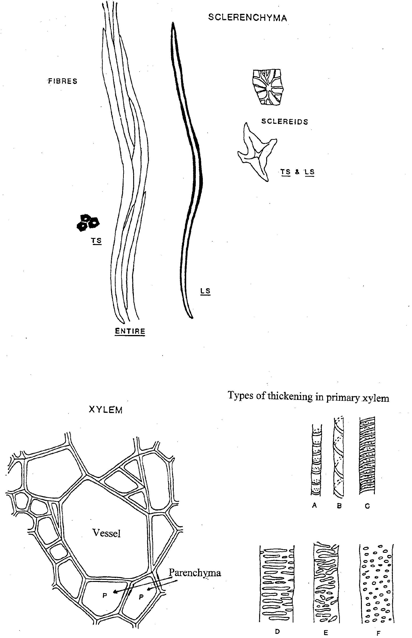 SCLERENCHYMA
FIBRES
SCLEREIDS
TS & LS
TS
LS
ENTIRE
Types of thickening in primary xylem
XYLEM
A B C
Vessel
Parenchyma
P P
D E F